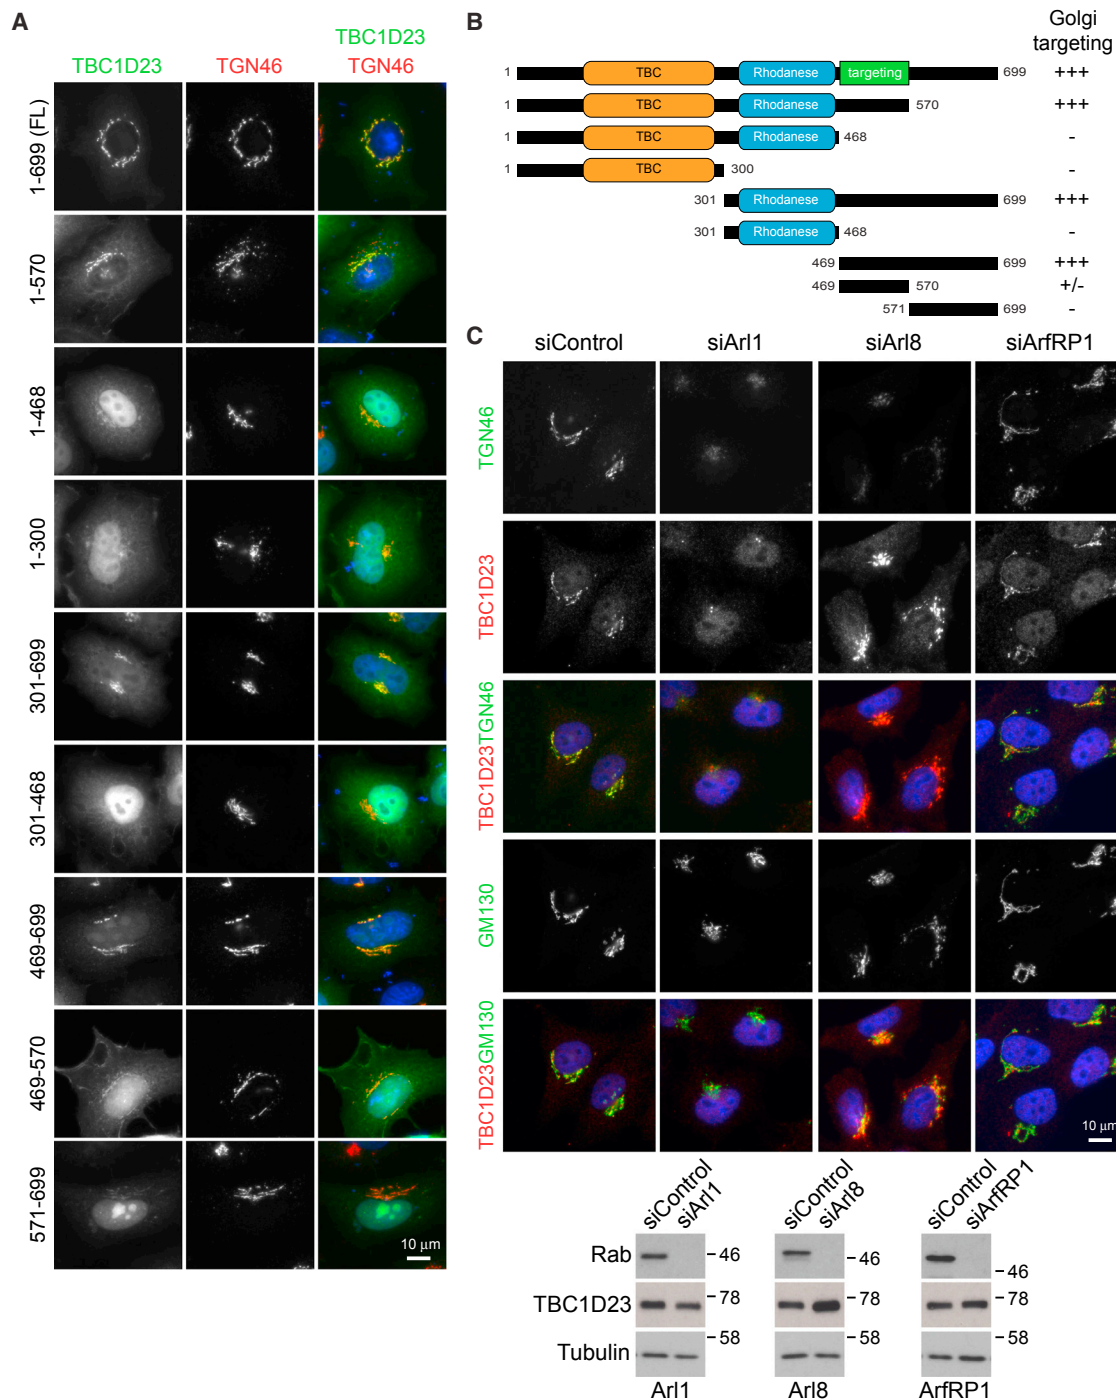 A
TBC1D23
TGN46
TBC1D23
TGN46
1-699 (FL)
1-570
1-468
1-300
301-699
301-468
469-699
469-570
571-699
10 µm
B
Golgi
targeting
1 TBC Rhodanese targeting 699 +++
1 TBC Rhodanese 570 +++
1 TBC Rhodanese 468 -
1 TBC 300 -
301 Rhodanese 699 +++
301 Rhodanese 468 -
469 699 +++
469 570 +/-
571 699 -
C
siControl siArl1 siArl8 siArfRP1
TGN46
TBC1D23
TBC1D23TGN46
GM130
TBC1D23GM130
10 µm
siControl siArl1 siControl siArl8 siControl siArfRP1
Rab 46 46 46
TBC1D23 78 78 78
Tubulin 58 58 58
Arl1 Arl8 ArfRP1